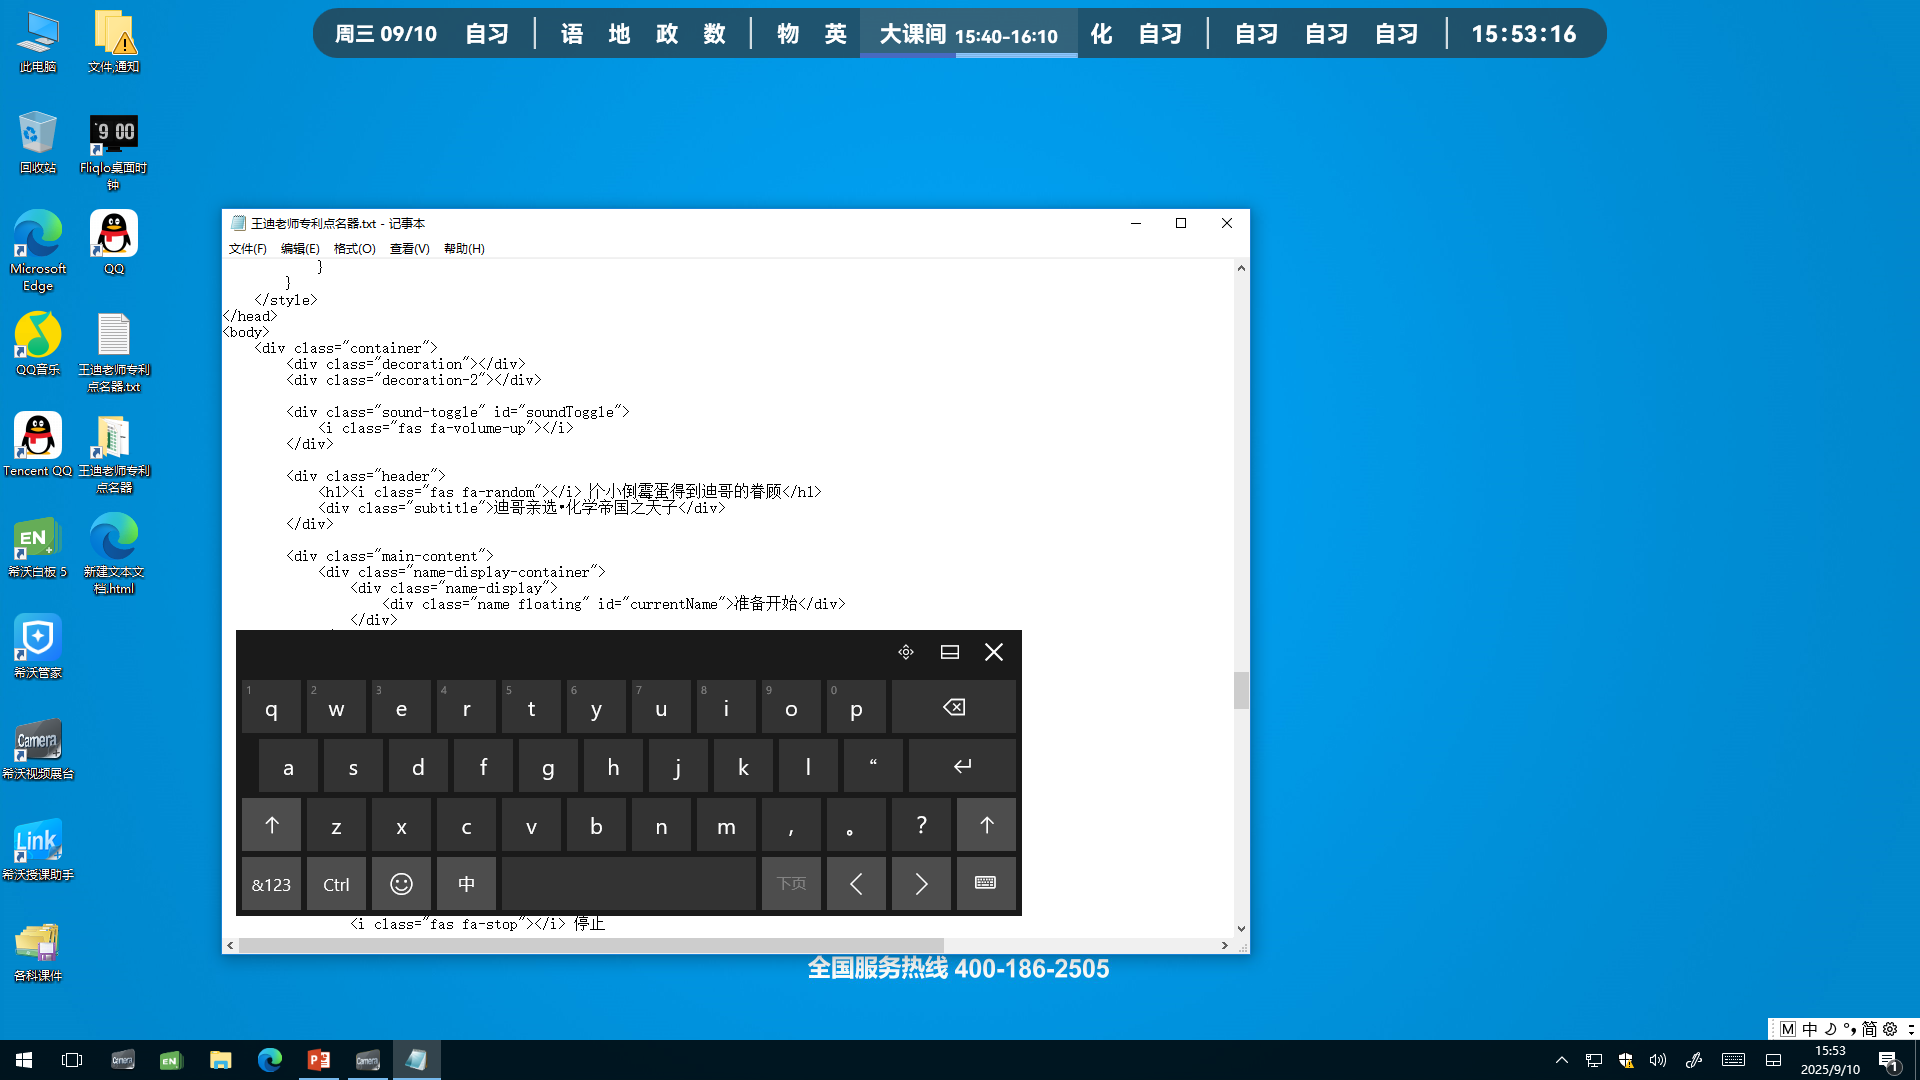 周三 09/10 自习 语 地 政 数 物 英 大课间 15:40-16:10 化 自习 自习 自习 自习 15:53:16
此电脑
文件,通知
回收站
Fliqlo桌面时钟
9 00
Microsoft Edge
QQ
QQ音乐
王迪老师专利点名器.txt
Tencent QQ
王迪老师专利点名器
EN
希沃白板 5
新建文本文档.html
希沃管家
Camera
希沃视频展台
Link
希沃授课助手
各科课件
王迪老师专利点名器.txt - 记事本
文件(F) 编辑(E) 格式(O) 查看(V) 帮助(H)
}
}
</style>
</head>
<body>
<div class="container">
<div class="decoration"></div>
<div class="decoration-2"></div>
<div class="sound-toggle" id="soundToggle">
<i class="fas fa-volume-up"></i>
</div>
<div class="header">
<h1><i class="fas fa-random"></i> 个小倒霉蛋得到迪哥的眷顾</h1>
<div class="subtitle">迪哥亲选•化学帝国之天子</div>
</div>
<div class="main-content">
<div class="name-display-container">
<div class="name-display">
<div class="name floating" id="currentName">准备开始</div>
</div>
1 2 3 4 5 6 7 8 9 0
q w e r t y u i o p
a s d f g h j k l “
z x c v b n m , 。 ?
&123 Ctrl 中 下页
<i class="fas fa-stop"></i> 停止
全国服务热线 400-186-2505
M 中 简
Camera EN P Camera
15:53
2025/9/10
1